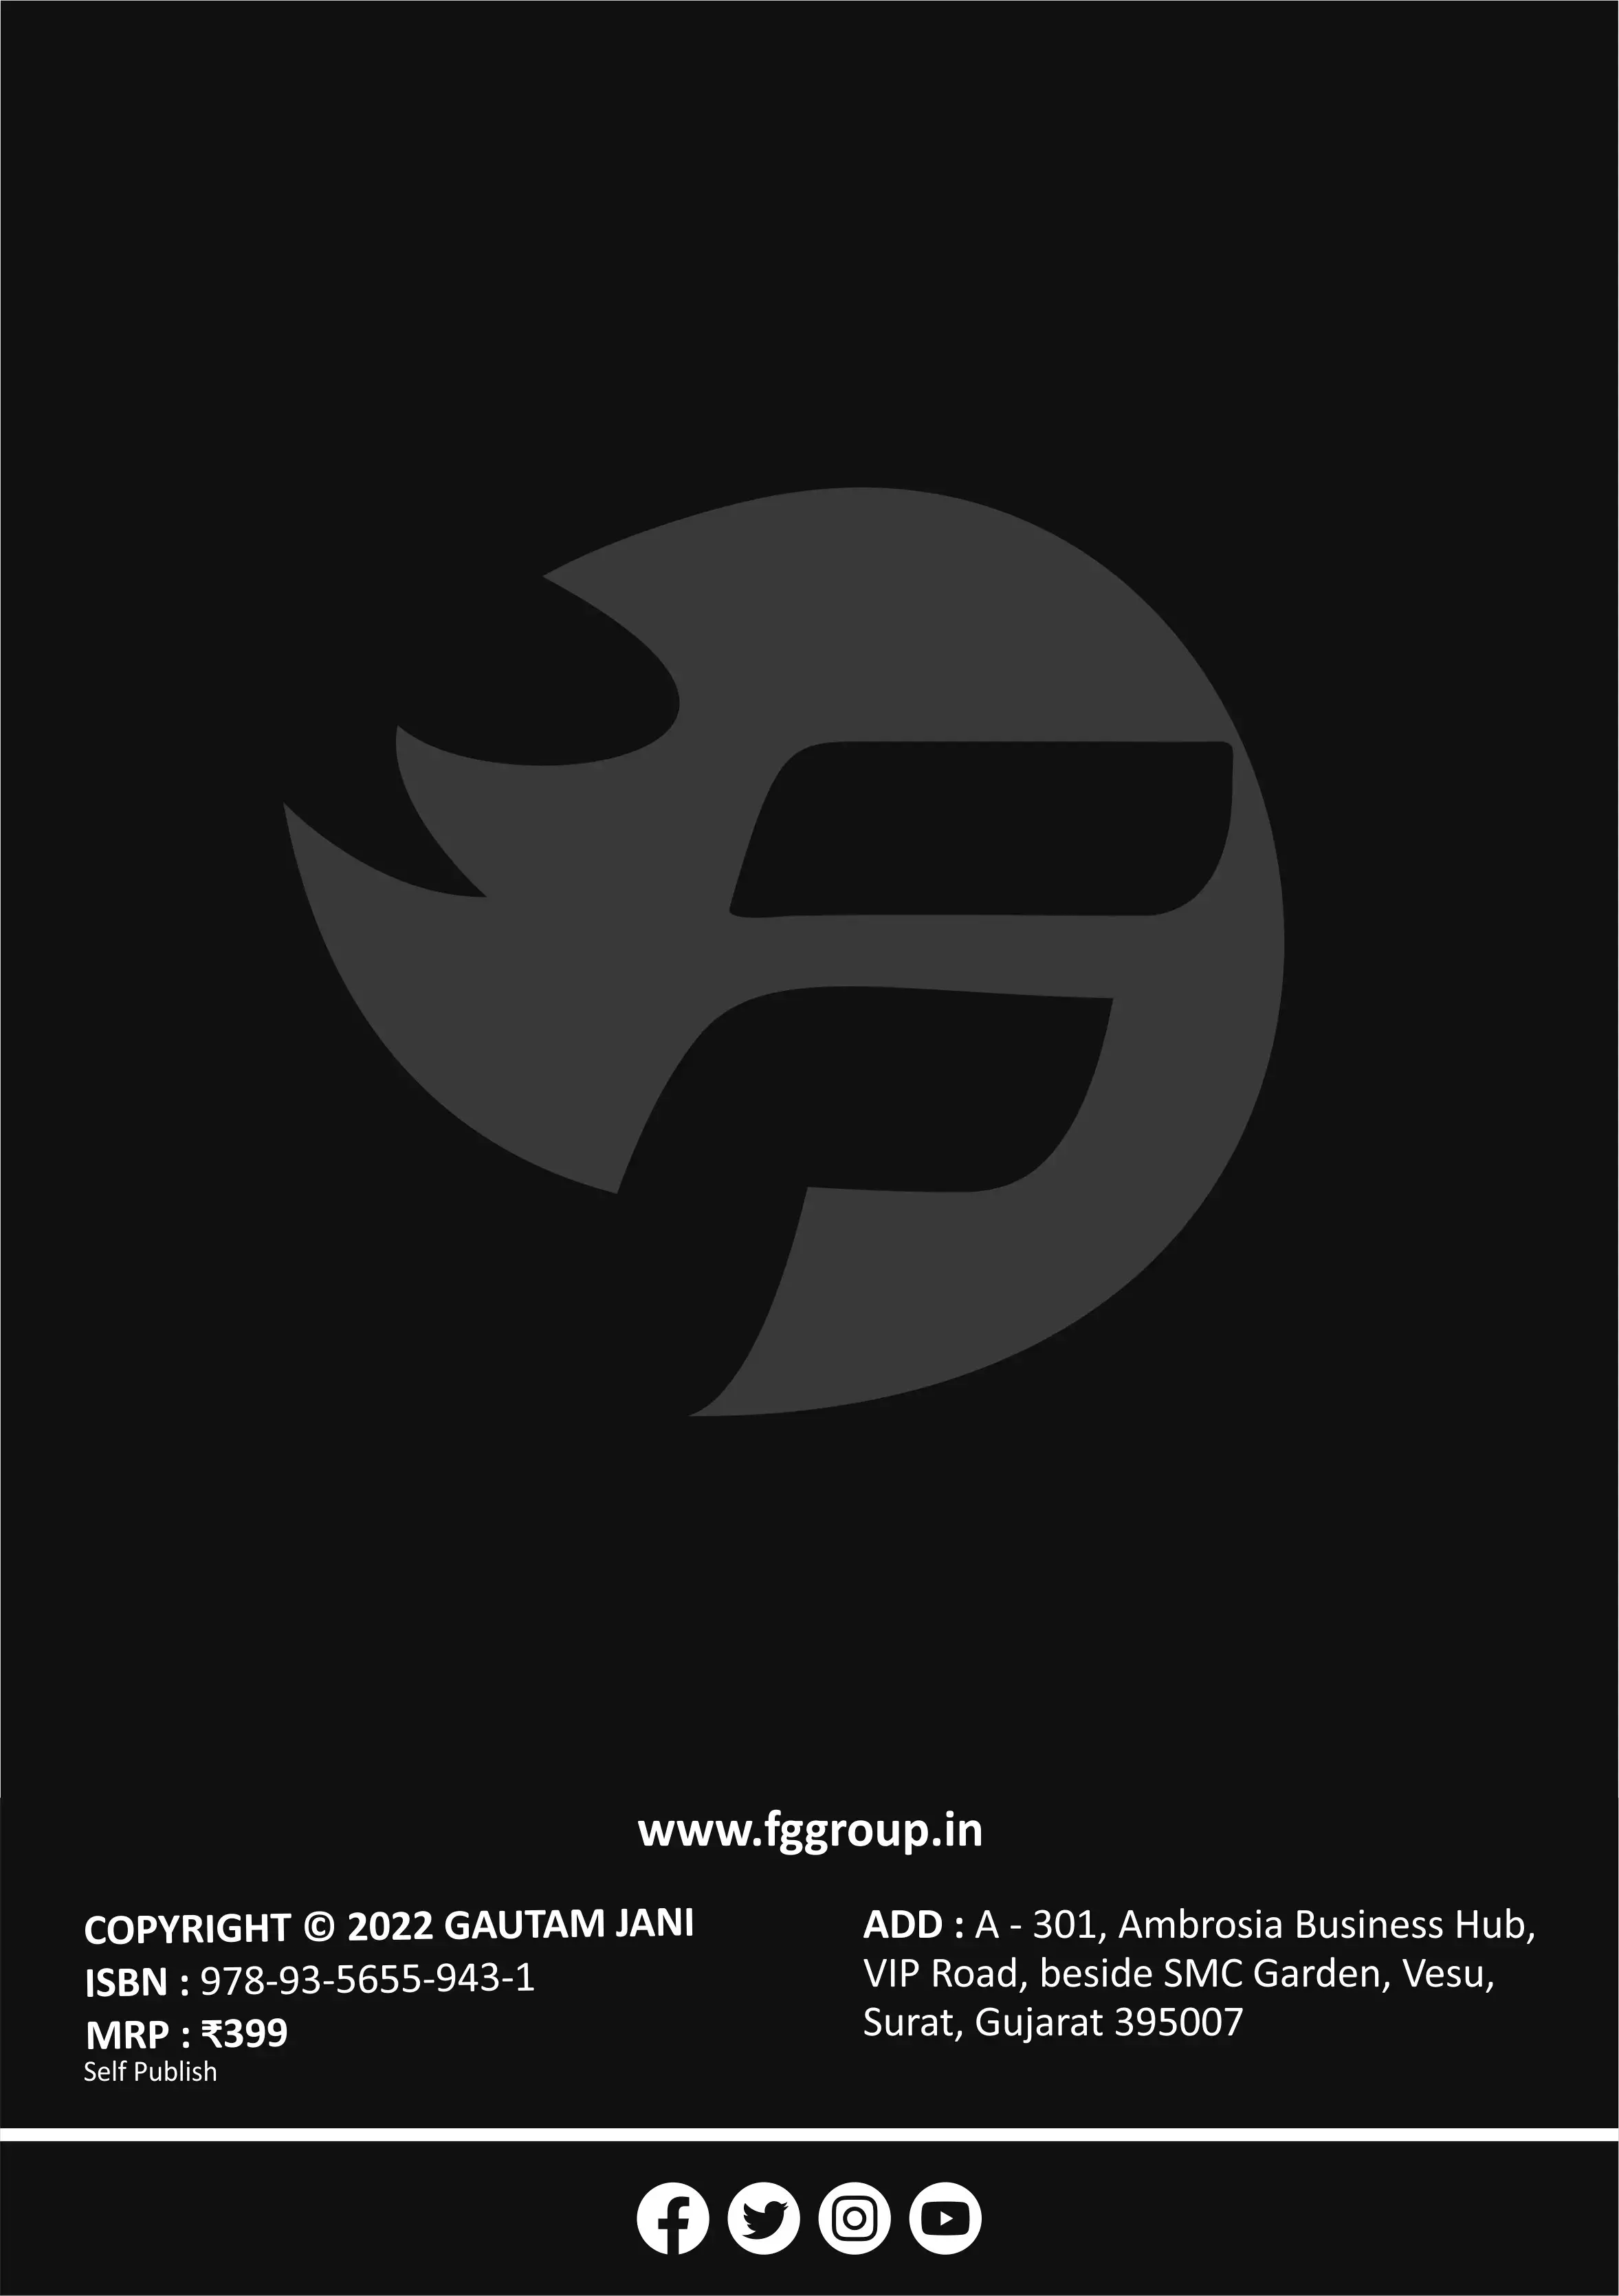 www.fggroup.in
COPYRIGHT © 2022 GAUTAM JANI
ISBN : 978-93-5655-943-1
MRP : ₹399
Self Publish
ADD : A - 301, Ambrosia Business Hub,
VIP Road, beside SMC Garden, Vesu,
Surat, Gujarat 395007